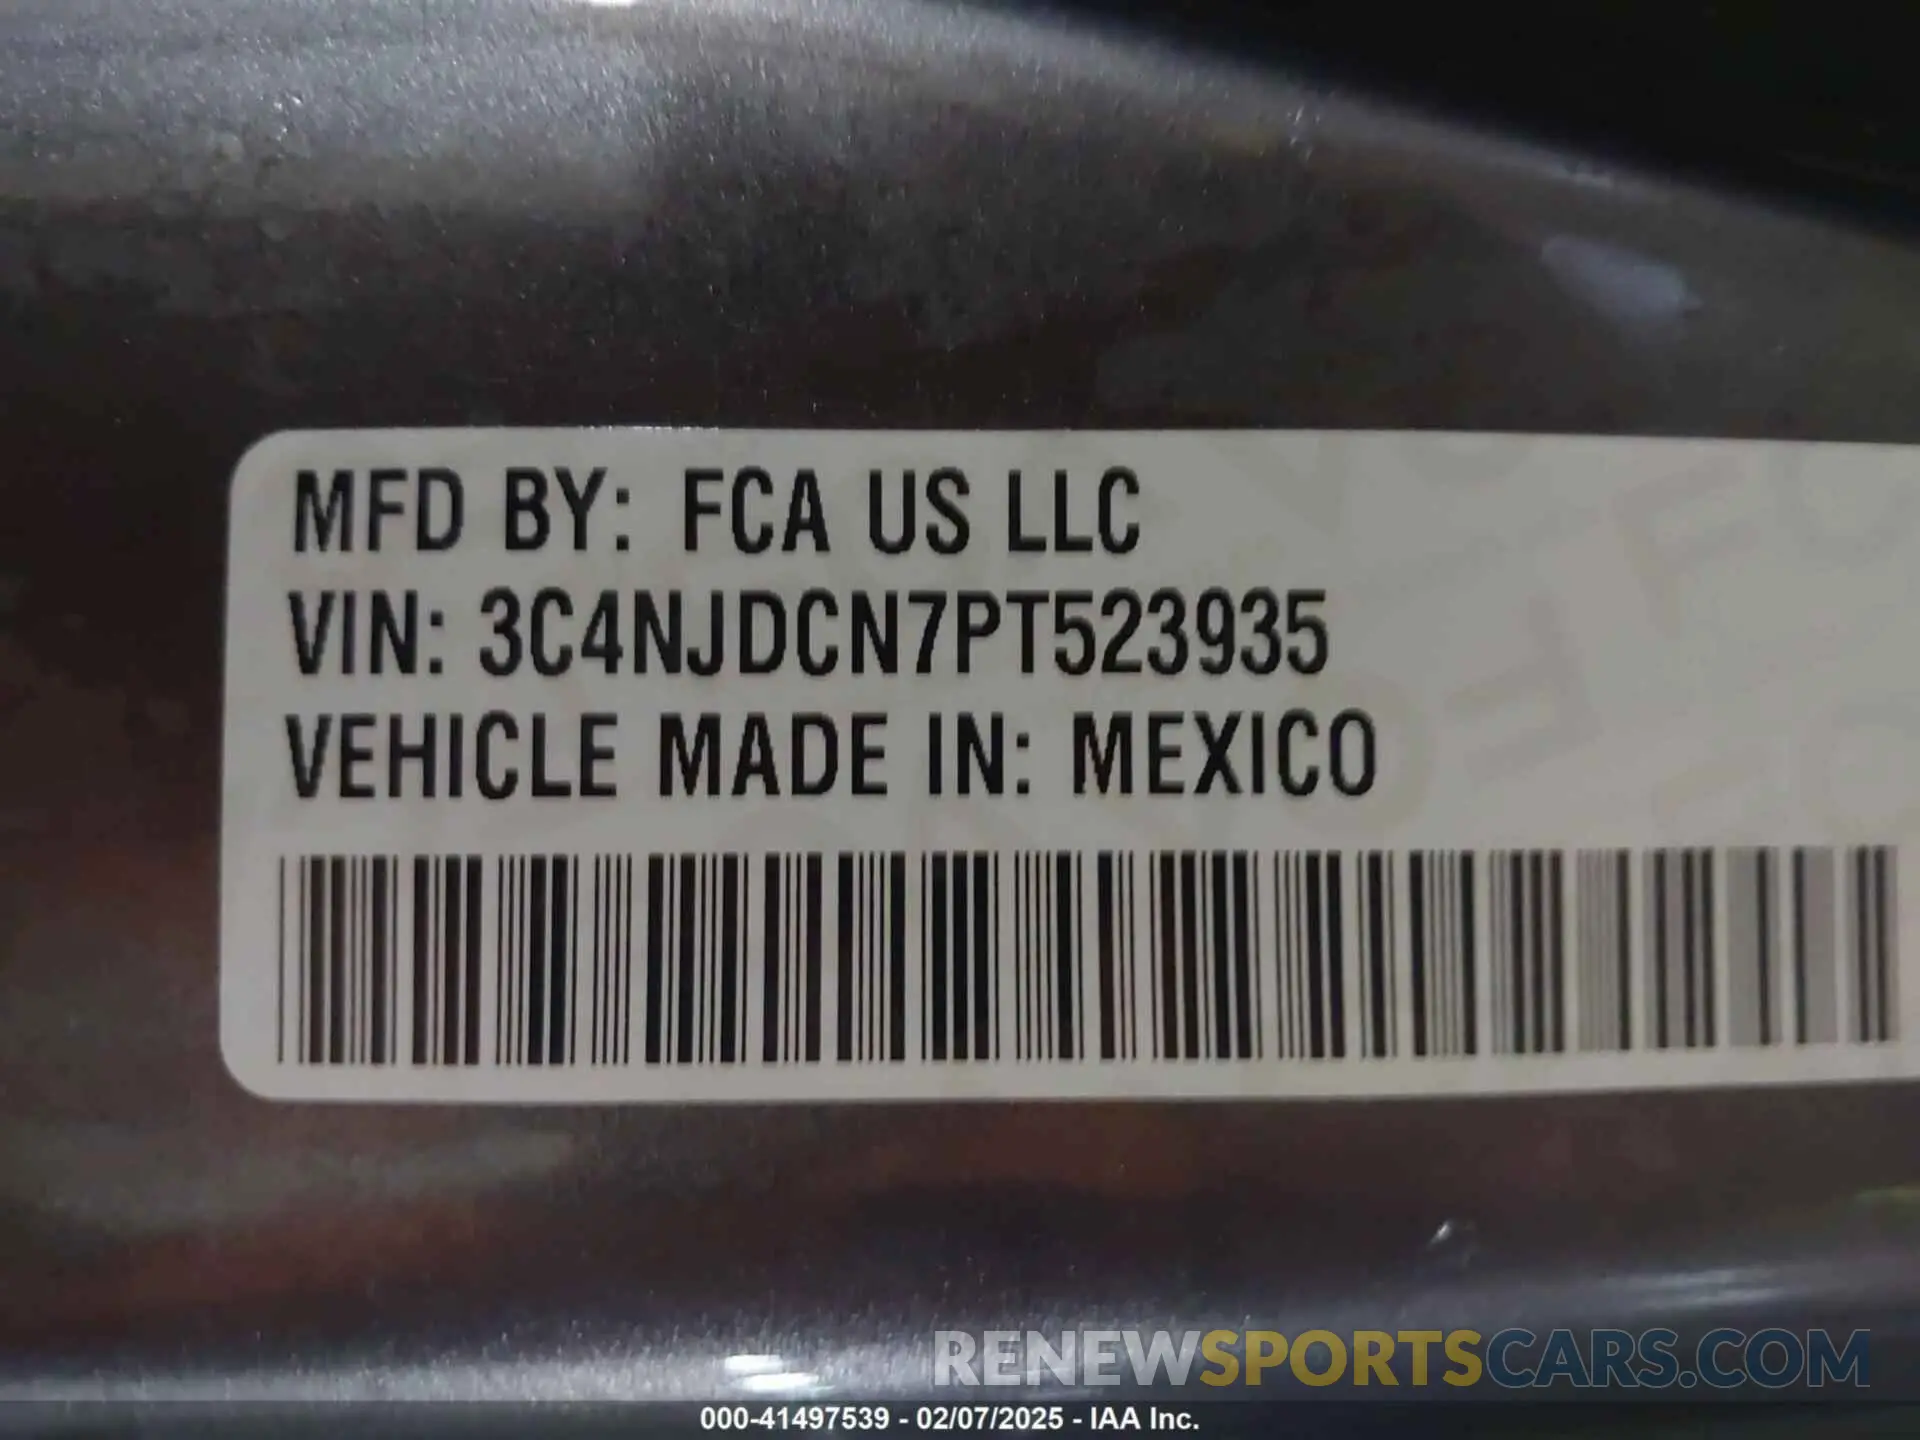 MFD BY: FCA US LLC
VIN: 3C4NJDCN7PT523935
VEHICLE MADE IN: MEXICO
RENEWSPORTSCARS.COM
000-41497539 - 02/07/2025 - IAA Inc.